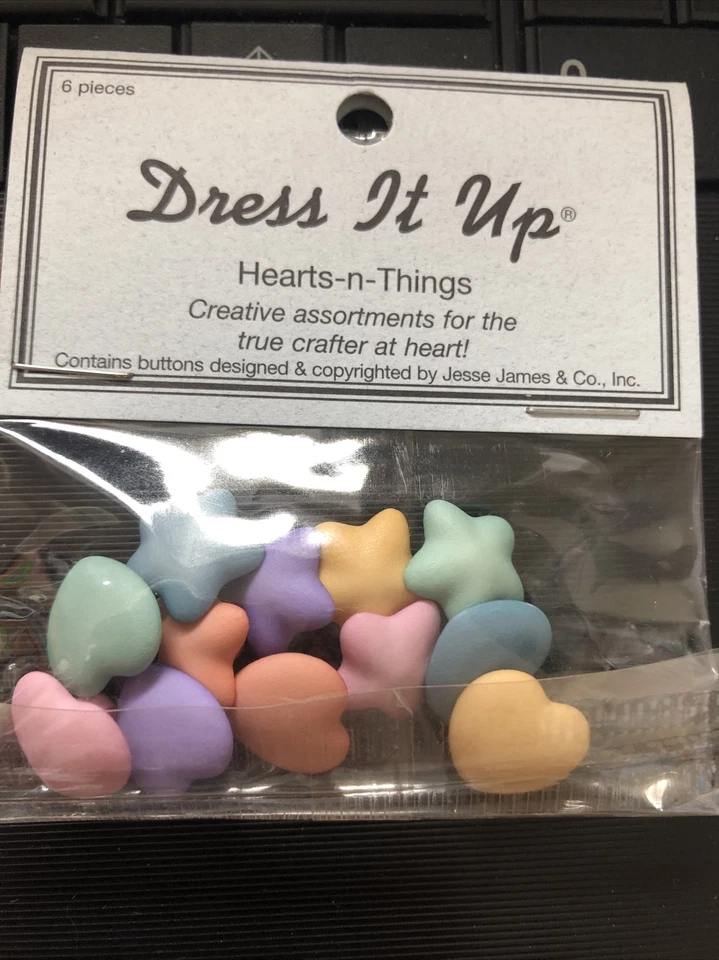 6 pieces
Dress It Up®
Hearts-n-Things
Creative assortments for the
true crafter at heart!
Contains buttons designed & copyrighted by Jesse James & Co., Inc.